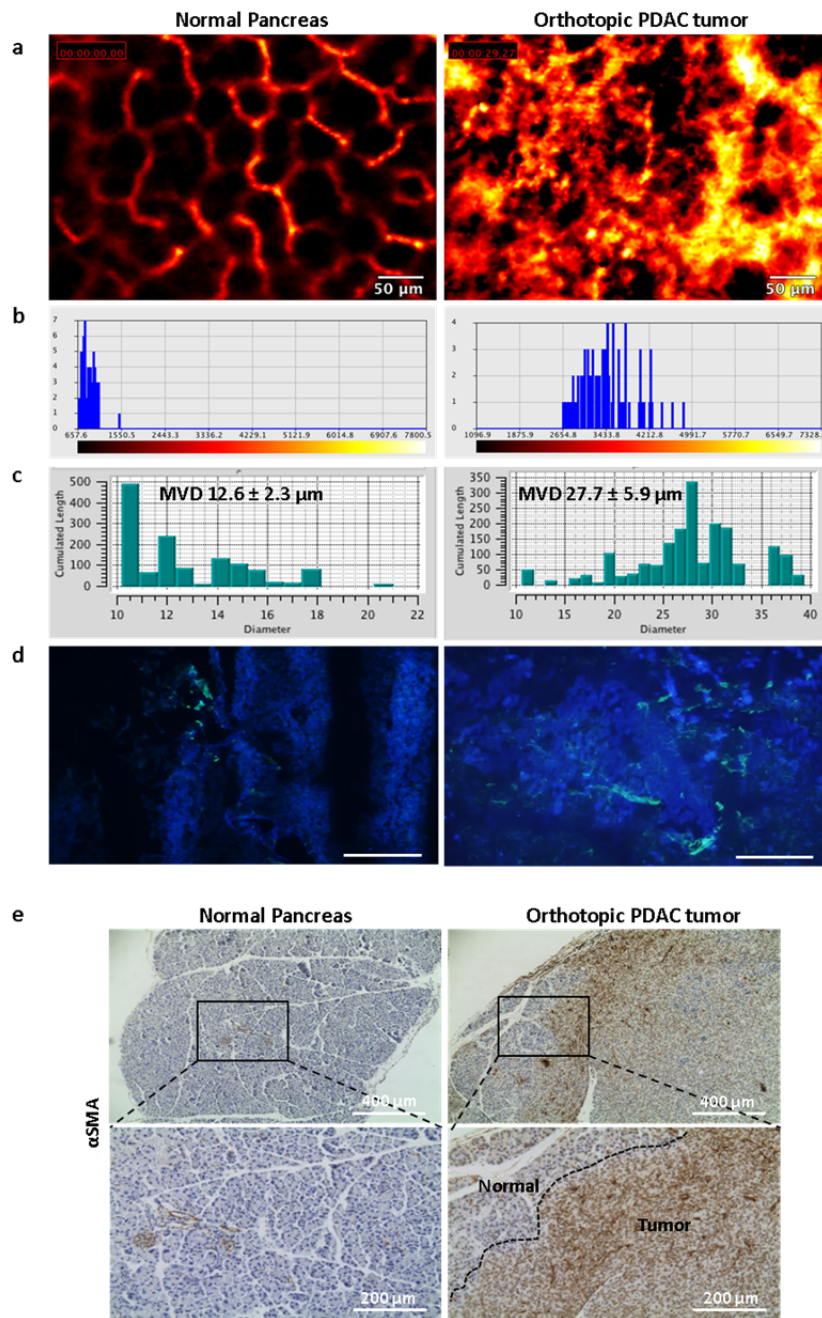 Normal Pancreas Orthotopic PDAC tumor
a
00:00:00.00 00:00:29.27
50 µm 50 µm
b
7
6
5
4
3
2
1
0
657.6 1550.5 2443.3 3336.2 4229.1 5121.9 6014.8 6907.6 7800.5
4
3
2
1
0
1096.9 1875.9 2654.8 3433.8 4212.8 4991.7 5770.7 6549.7 7328.
c
MVD 12.6 ± 2.3 µm
Cumulated Length
500
400
300
200
100
0
10 12 14 16 18 20 22
Diameter
MVD 27.7 ± 5.9 µm
Cumulated Length
350
300
250
200
150
100
50
0
10 15 20 25 30 35 40
Diameter
d
e
Normal Pancreas Orthotopic PDAC tumor
αSMA
400 µm 400 µm
Normal
Tumor
200 µm 200 µm